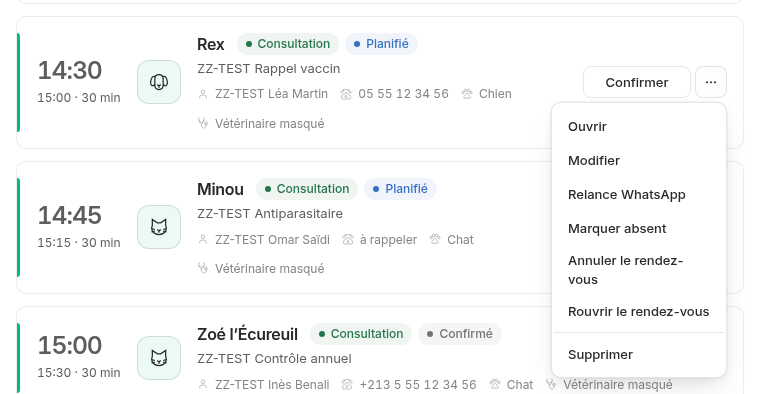 Rex Consultation Planifié
14:30
15:00 · 30 min
ZZ-TEST Rappel vaccin
ZZ-TEST Léa Martin 05 55 12 34 56 Chien
Vétérinaire masqué
Confirmer ...
Ouvrir
Modifier
Relance WhatsApp
Marquer absent
Annuler le rendez-
vous
Rouvrir le rendez-vous
Supprimer
Minou Consultation Planifié
14:45
15:15 · 30 min
ZZ-TEST Antiparasitaire
ZZ-TEST Omar Saïdi à rappeler Chat
Vétérinaire masqué
Zoé l’Écureuil Consultation Confirmé
15:00
15:30 · 30 min
ZZ-TEST Contrôle annuel
ZZ-TEST Inès Benali +213 5 55 12 34 56 Chat Vétérinaire masqué